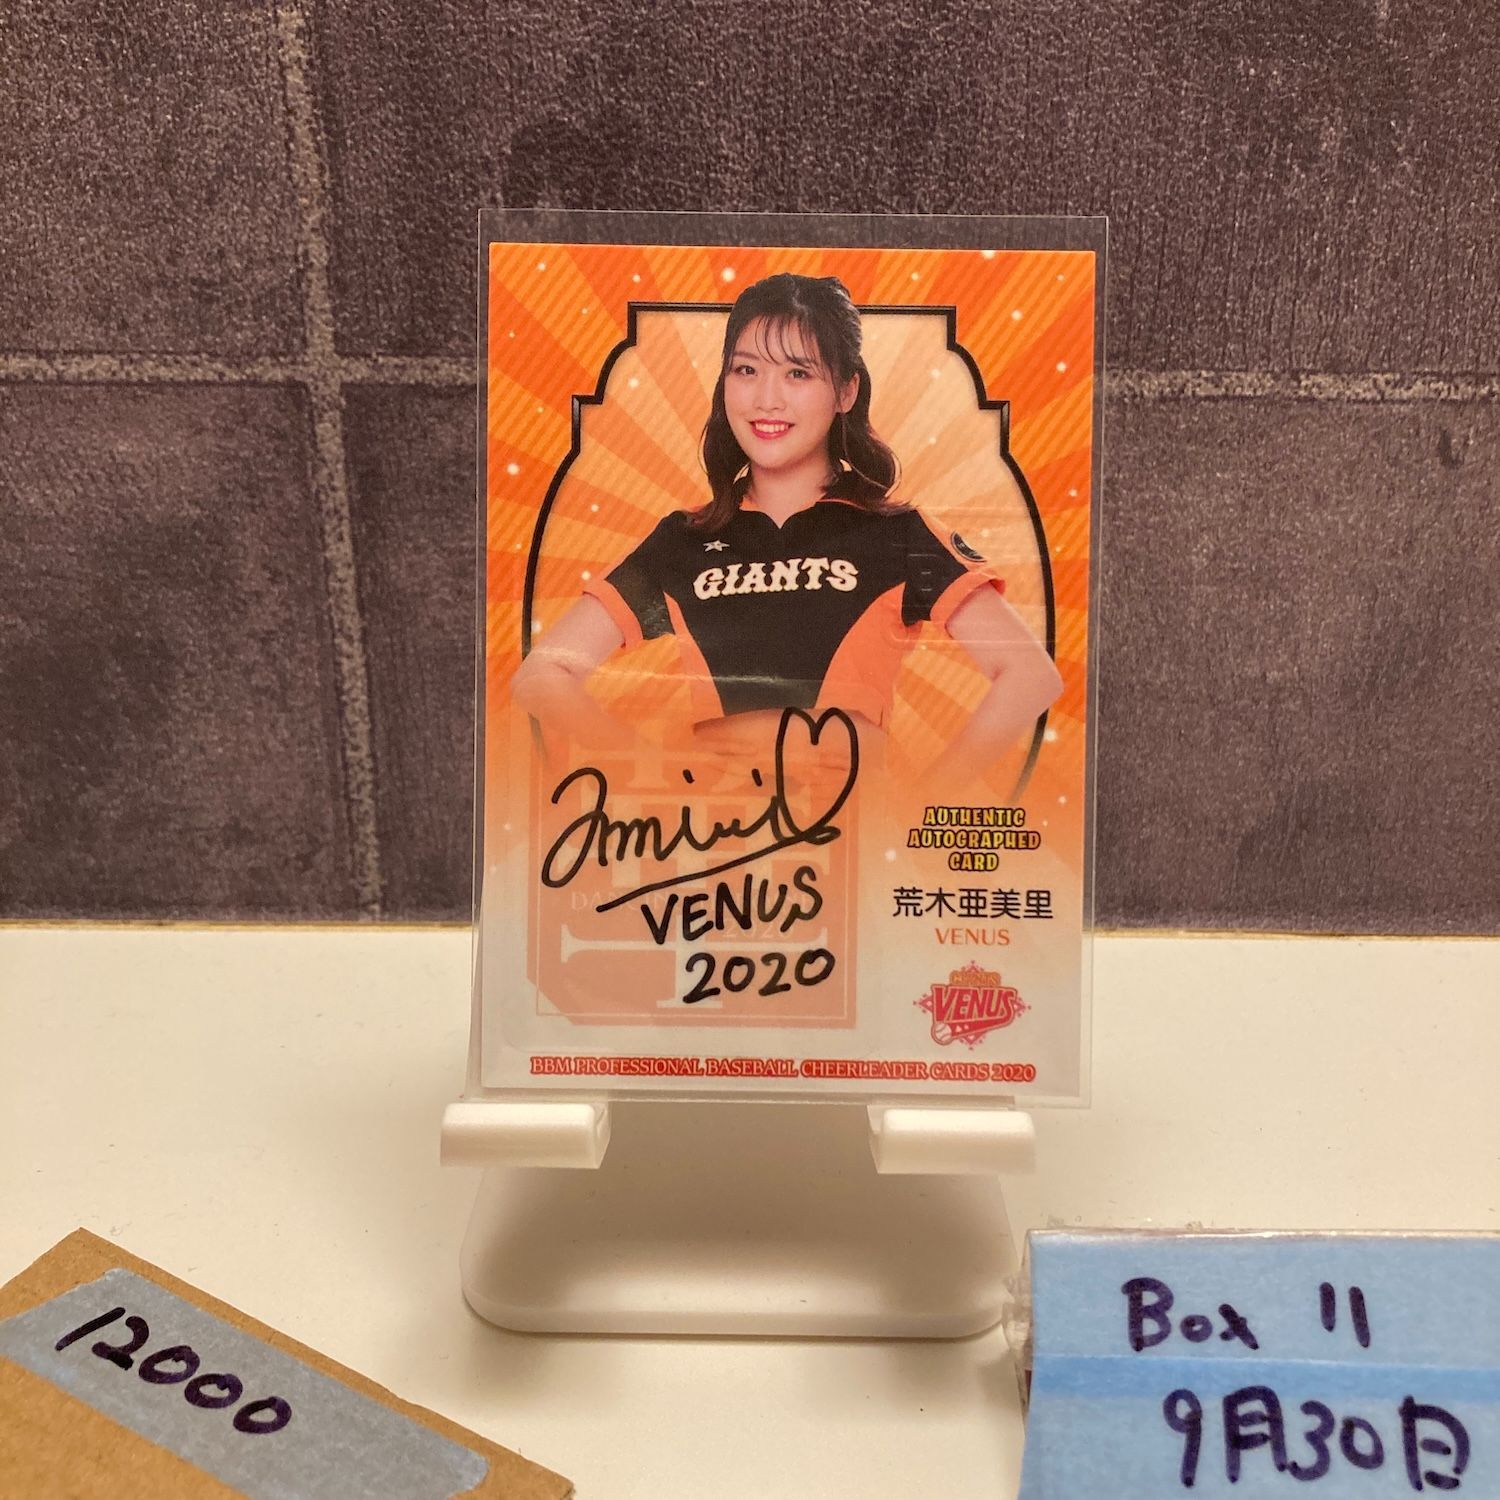 GIANTS
Amiri
VENUS
2020
AUTHENTIC
AUTOGRAPHED
CARD
荒木亜美里
VENUS
GIANTS
VENUS
BBM PROFESSIONAL BASEBALL CHEERLEADER CARDS 2020
12000
Box 11
9月30日